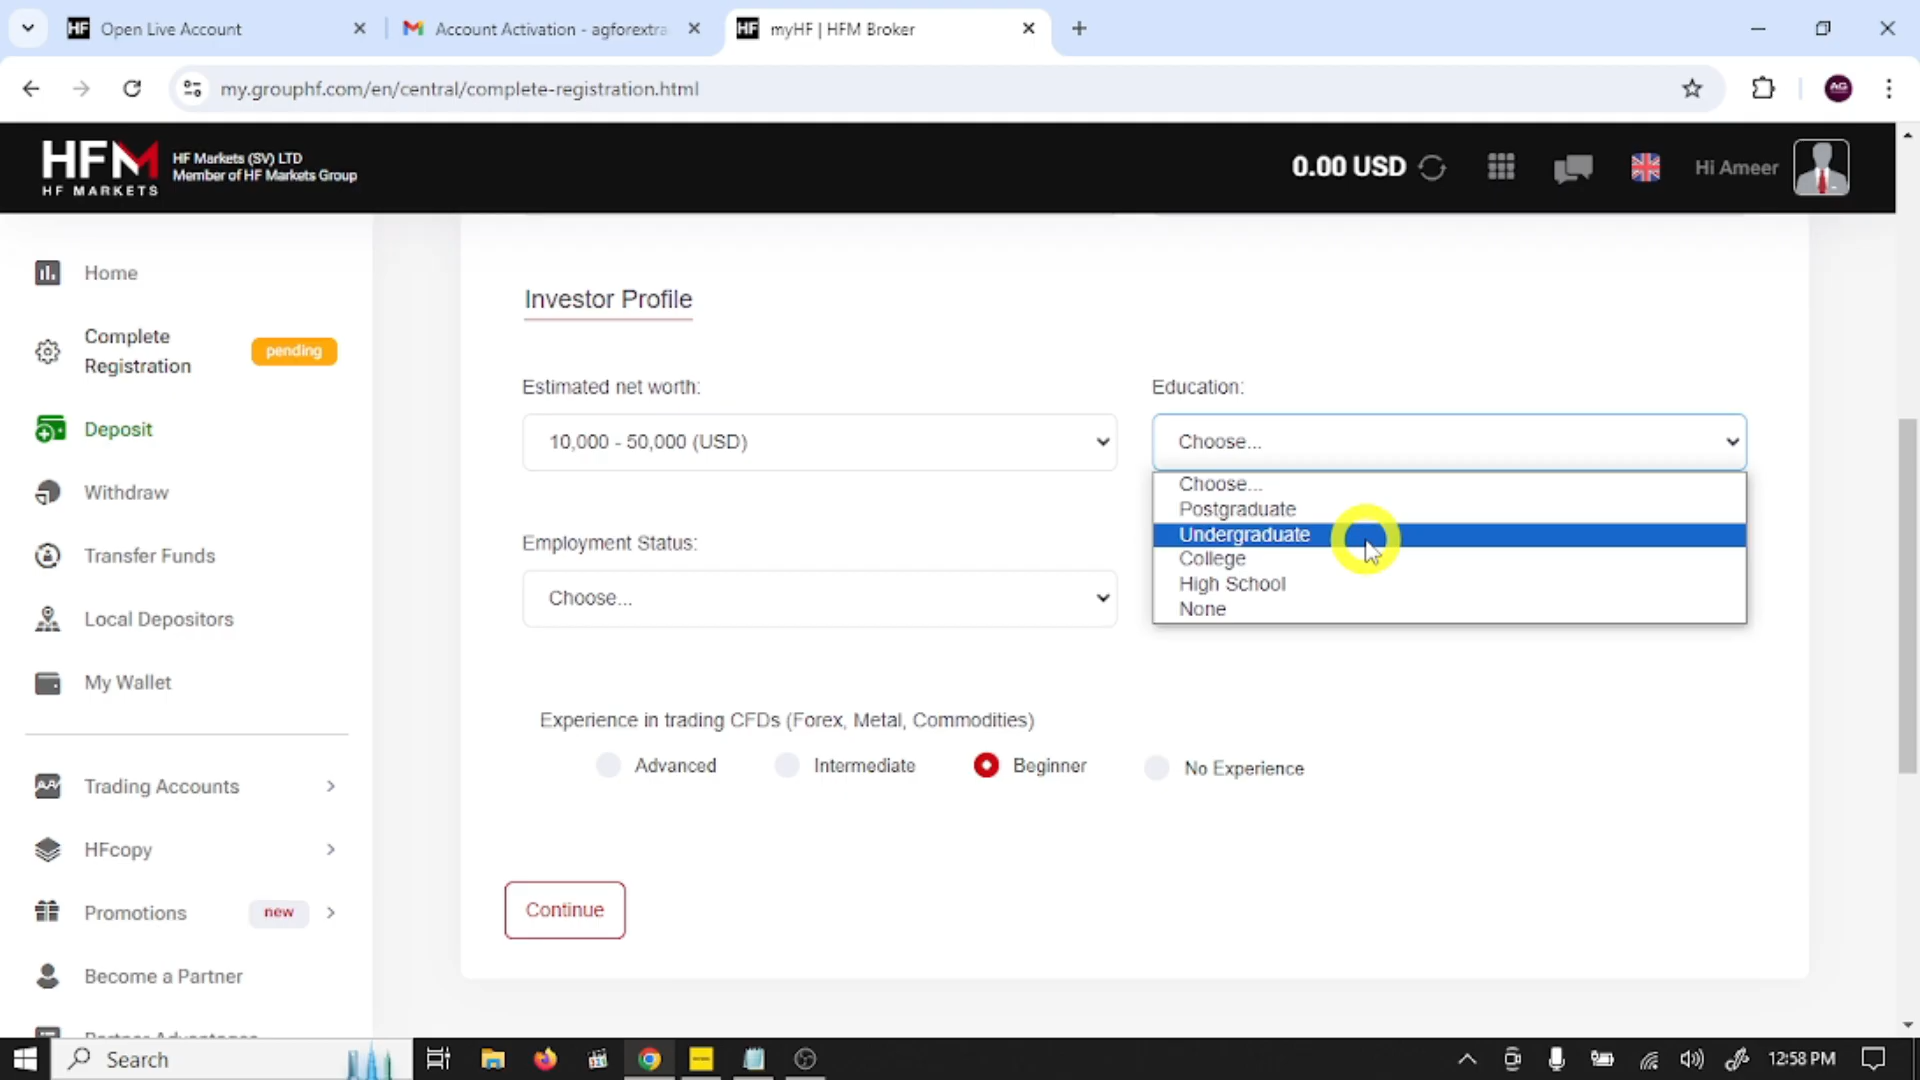 Open Live Account
Account Activation - agforextra
myHF | HFM Broker
my.grouphf.com/en/central/complete-registration.html
AG
HFM
HF MARKETS
HF Markets (SV) LTD
Member of HF Markets Group
0.00 USD
Hi Ameer
Home
Complete
Registration
pending
Deposit
Withdraw
Transfer Funds
Local Depositors
My Wallet
Trading Accounts
HFcopy
Promotions
new
Become a Partner
Investor Profile
Estimated net worth:
10,000 - 50,000 (USD)
Education:
Choose...
Choose...
Postgraduate
Undergraduate
College
High School
None
Employment Status:
Choose...
Experience in trading CFDs (Forex, Metal, Commodities)
Advanced
Intermediate
Beginner
No Experience
Continue
Search
12:58 PM